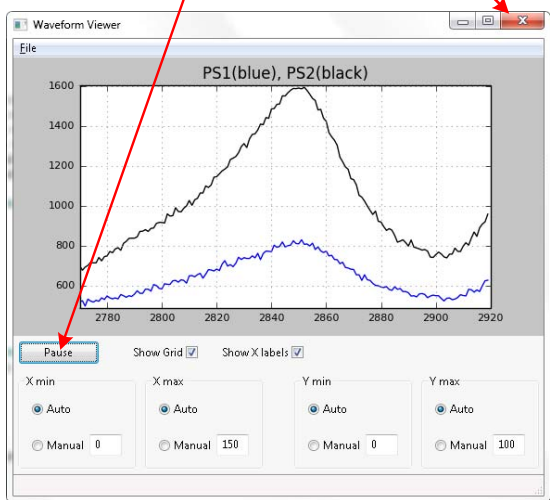 Waveform Viewer
File
PS1(blue), PS2(black)
1600
1400
1200
1000
800
600
2780 2800 2820 2840 2860 2880 2900 2920
Pause Show Grid Show X labels
X min X max Y min Y max
Auto Auto Auto Auto
Manual 0 Manual 150 Manual 0 Manual 100